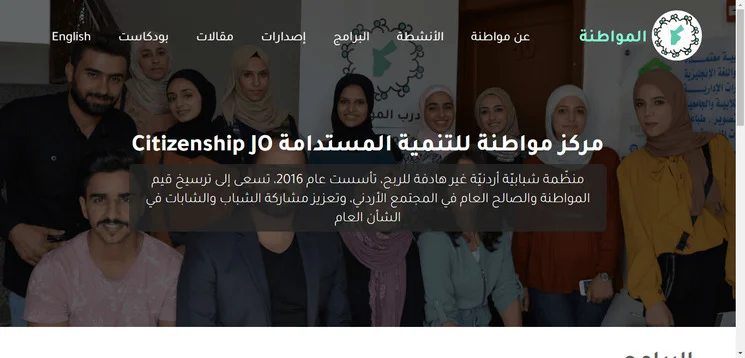 المواطنة
عن مواطنة
الأنشطة
البرامج
إصدارات
مقالات
بودكاست
English
مركز مواطنة للتنمية المستدامة Citizenship JO
منظّمة شبابيّة أردنيّة غير هادفة للربح، تأسست عام 2016، تسعى إلى ترسيخ قيم
المواطنة والصالح العام في المجتمع الأردني، وتعزيز مشاركة الشباب والشابات في
الشأن العام